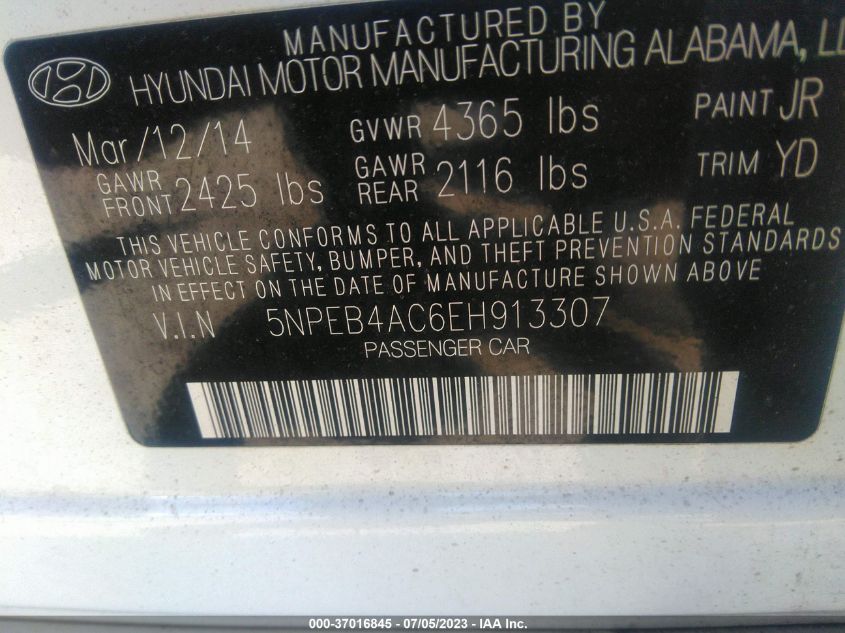 MANUFACTURED BY
HYUNDAI MOTOR MANUFACTURING ALABAMA, LL
Mar/12/14 GVWR 4365 lbs PAINT JR
GAWR FRONT 2425 lbs GAWR REAR 2116 lbs TRIM YD
THIS VEHICLE CONFORMS TO ALL APPLICABLE U.S.A. FEDERAL
MOTOR VEHICLE SAFETY, BUMPER, AND THEFT PREVENTION STANDARDS
IN EFFECT ON THE DATE OF MANUFACTURE SHOWN ABOVE
V.I.N 5NPEB4AC6EH913307
PASSENGER CAR
000-37016845 - 07/05/2023 - IAA Inc.